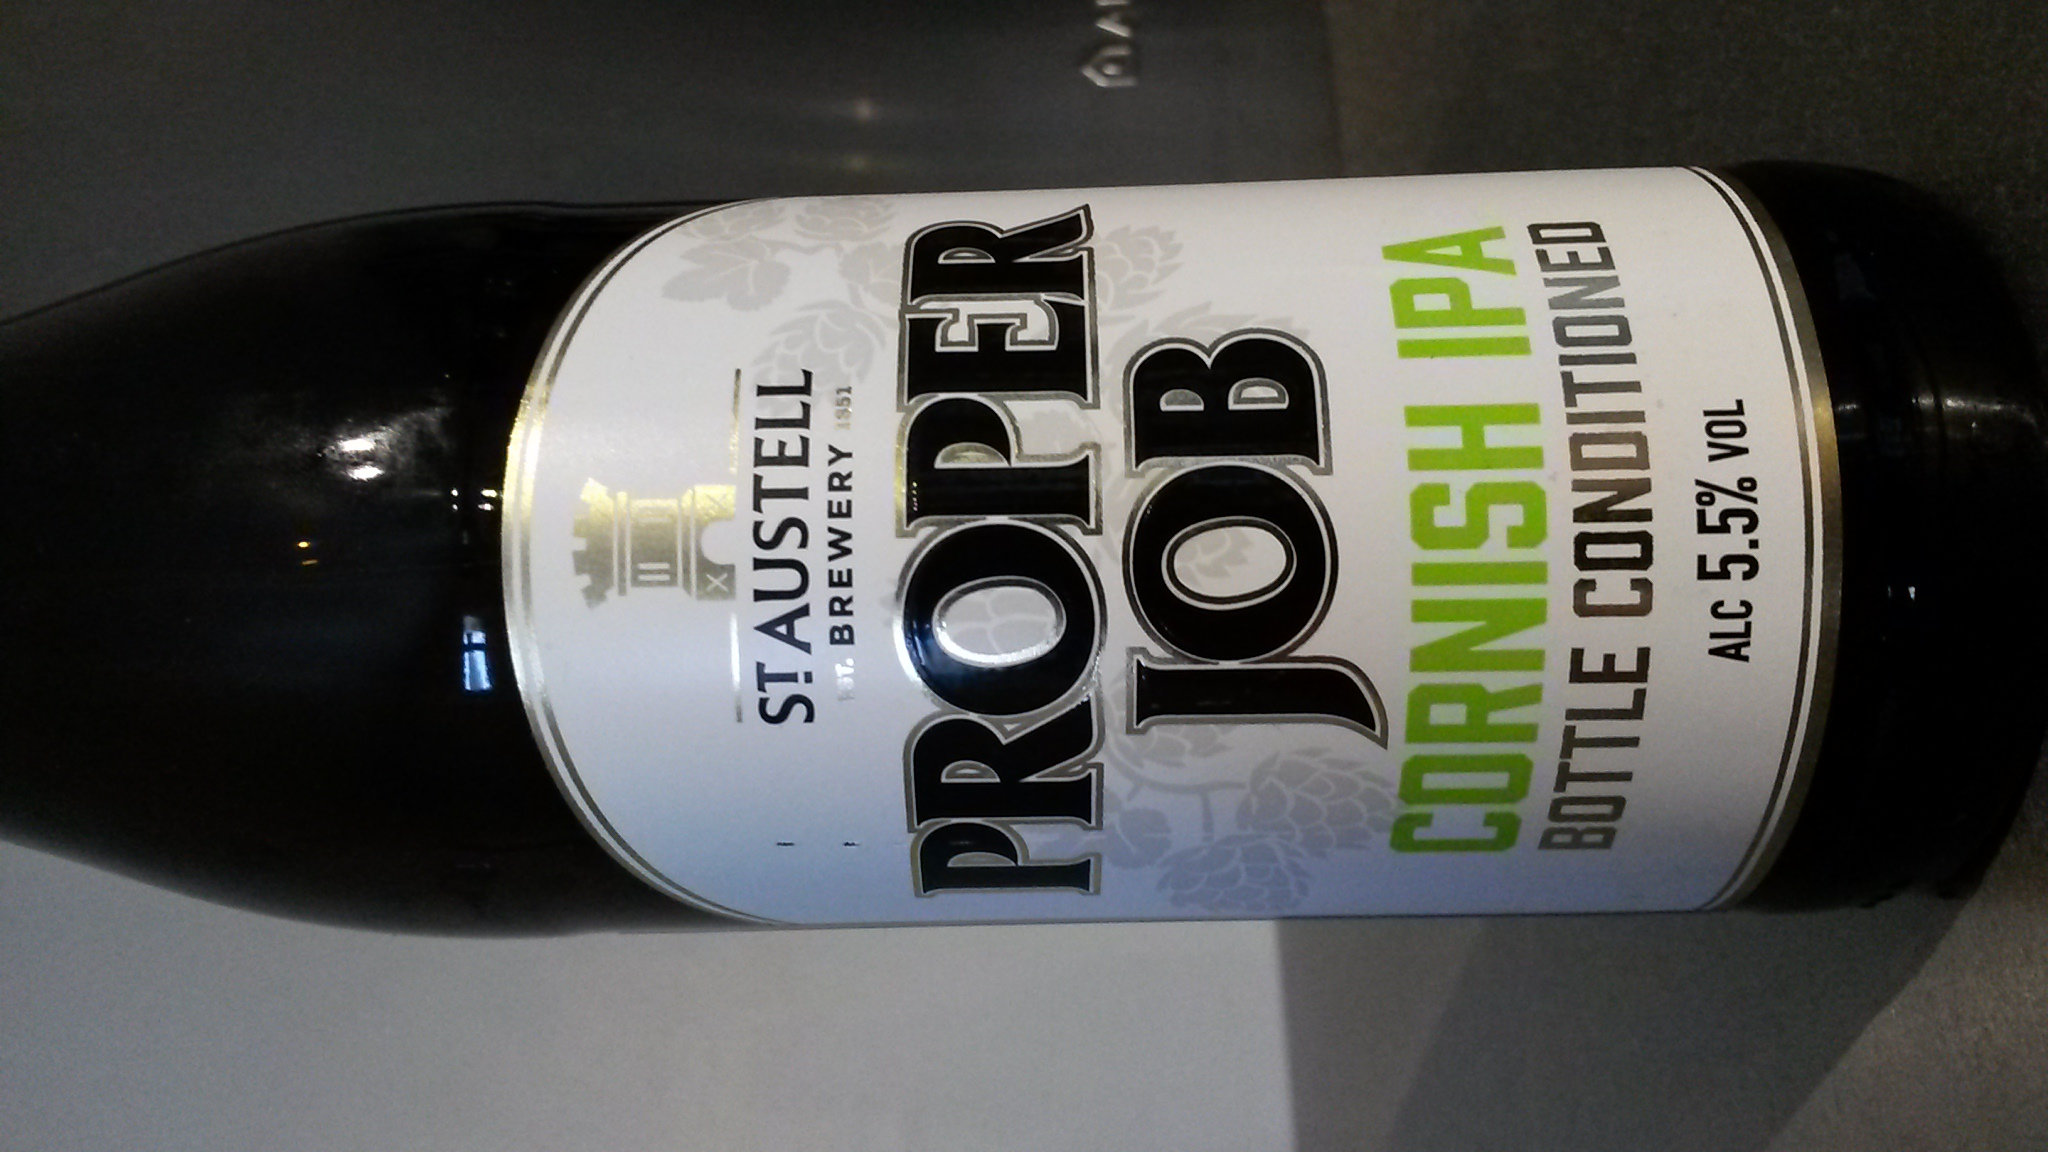 ST. AUSTELL
EST. BREWERY 1851
PROPER
JOB
CORNISH IPA
BOTTLE CONDITIONED
ALC 5.5% VOL